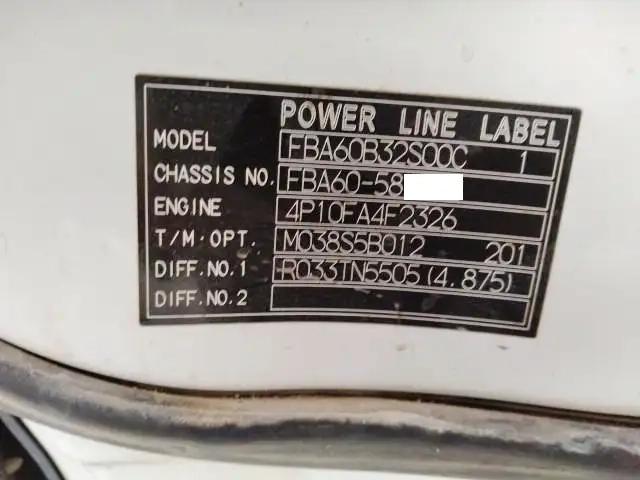 POWER LINE LABEL
MODEL FBA60B32S00C 1
CHASSIS NO. FBA60-58
ENGINE 4P10FA4F2326
T/M·OPT. M038S5B012 201
DIFF.NO.1 R033TN5505(4.875)
DIFF.NO.2